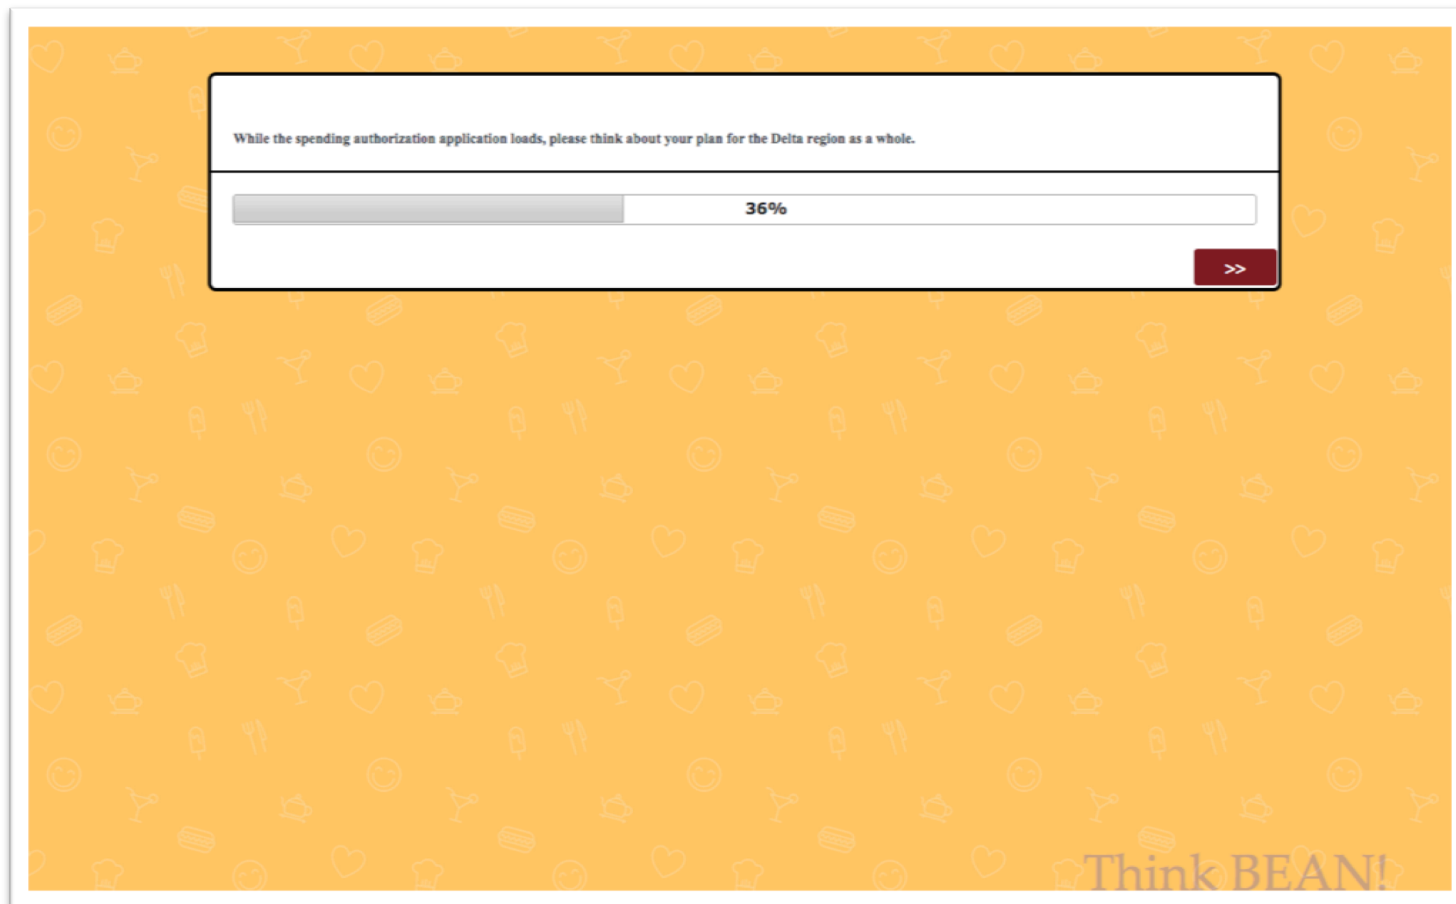 While the spending authorization application loads, please think about your plan for the Delta region as a whole.
36%
>>
Think BEAN!